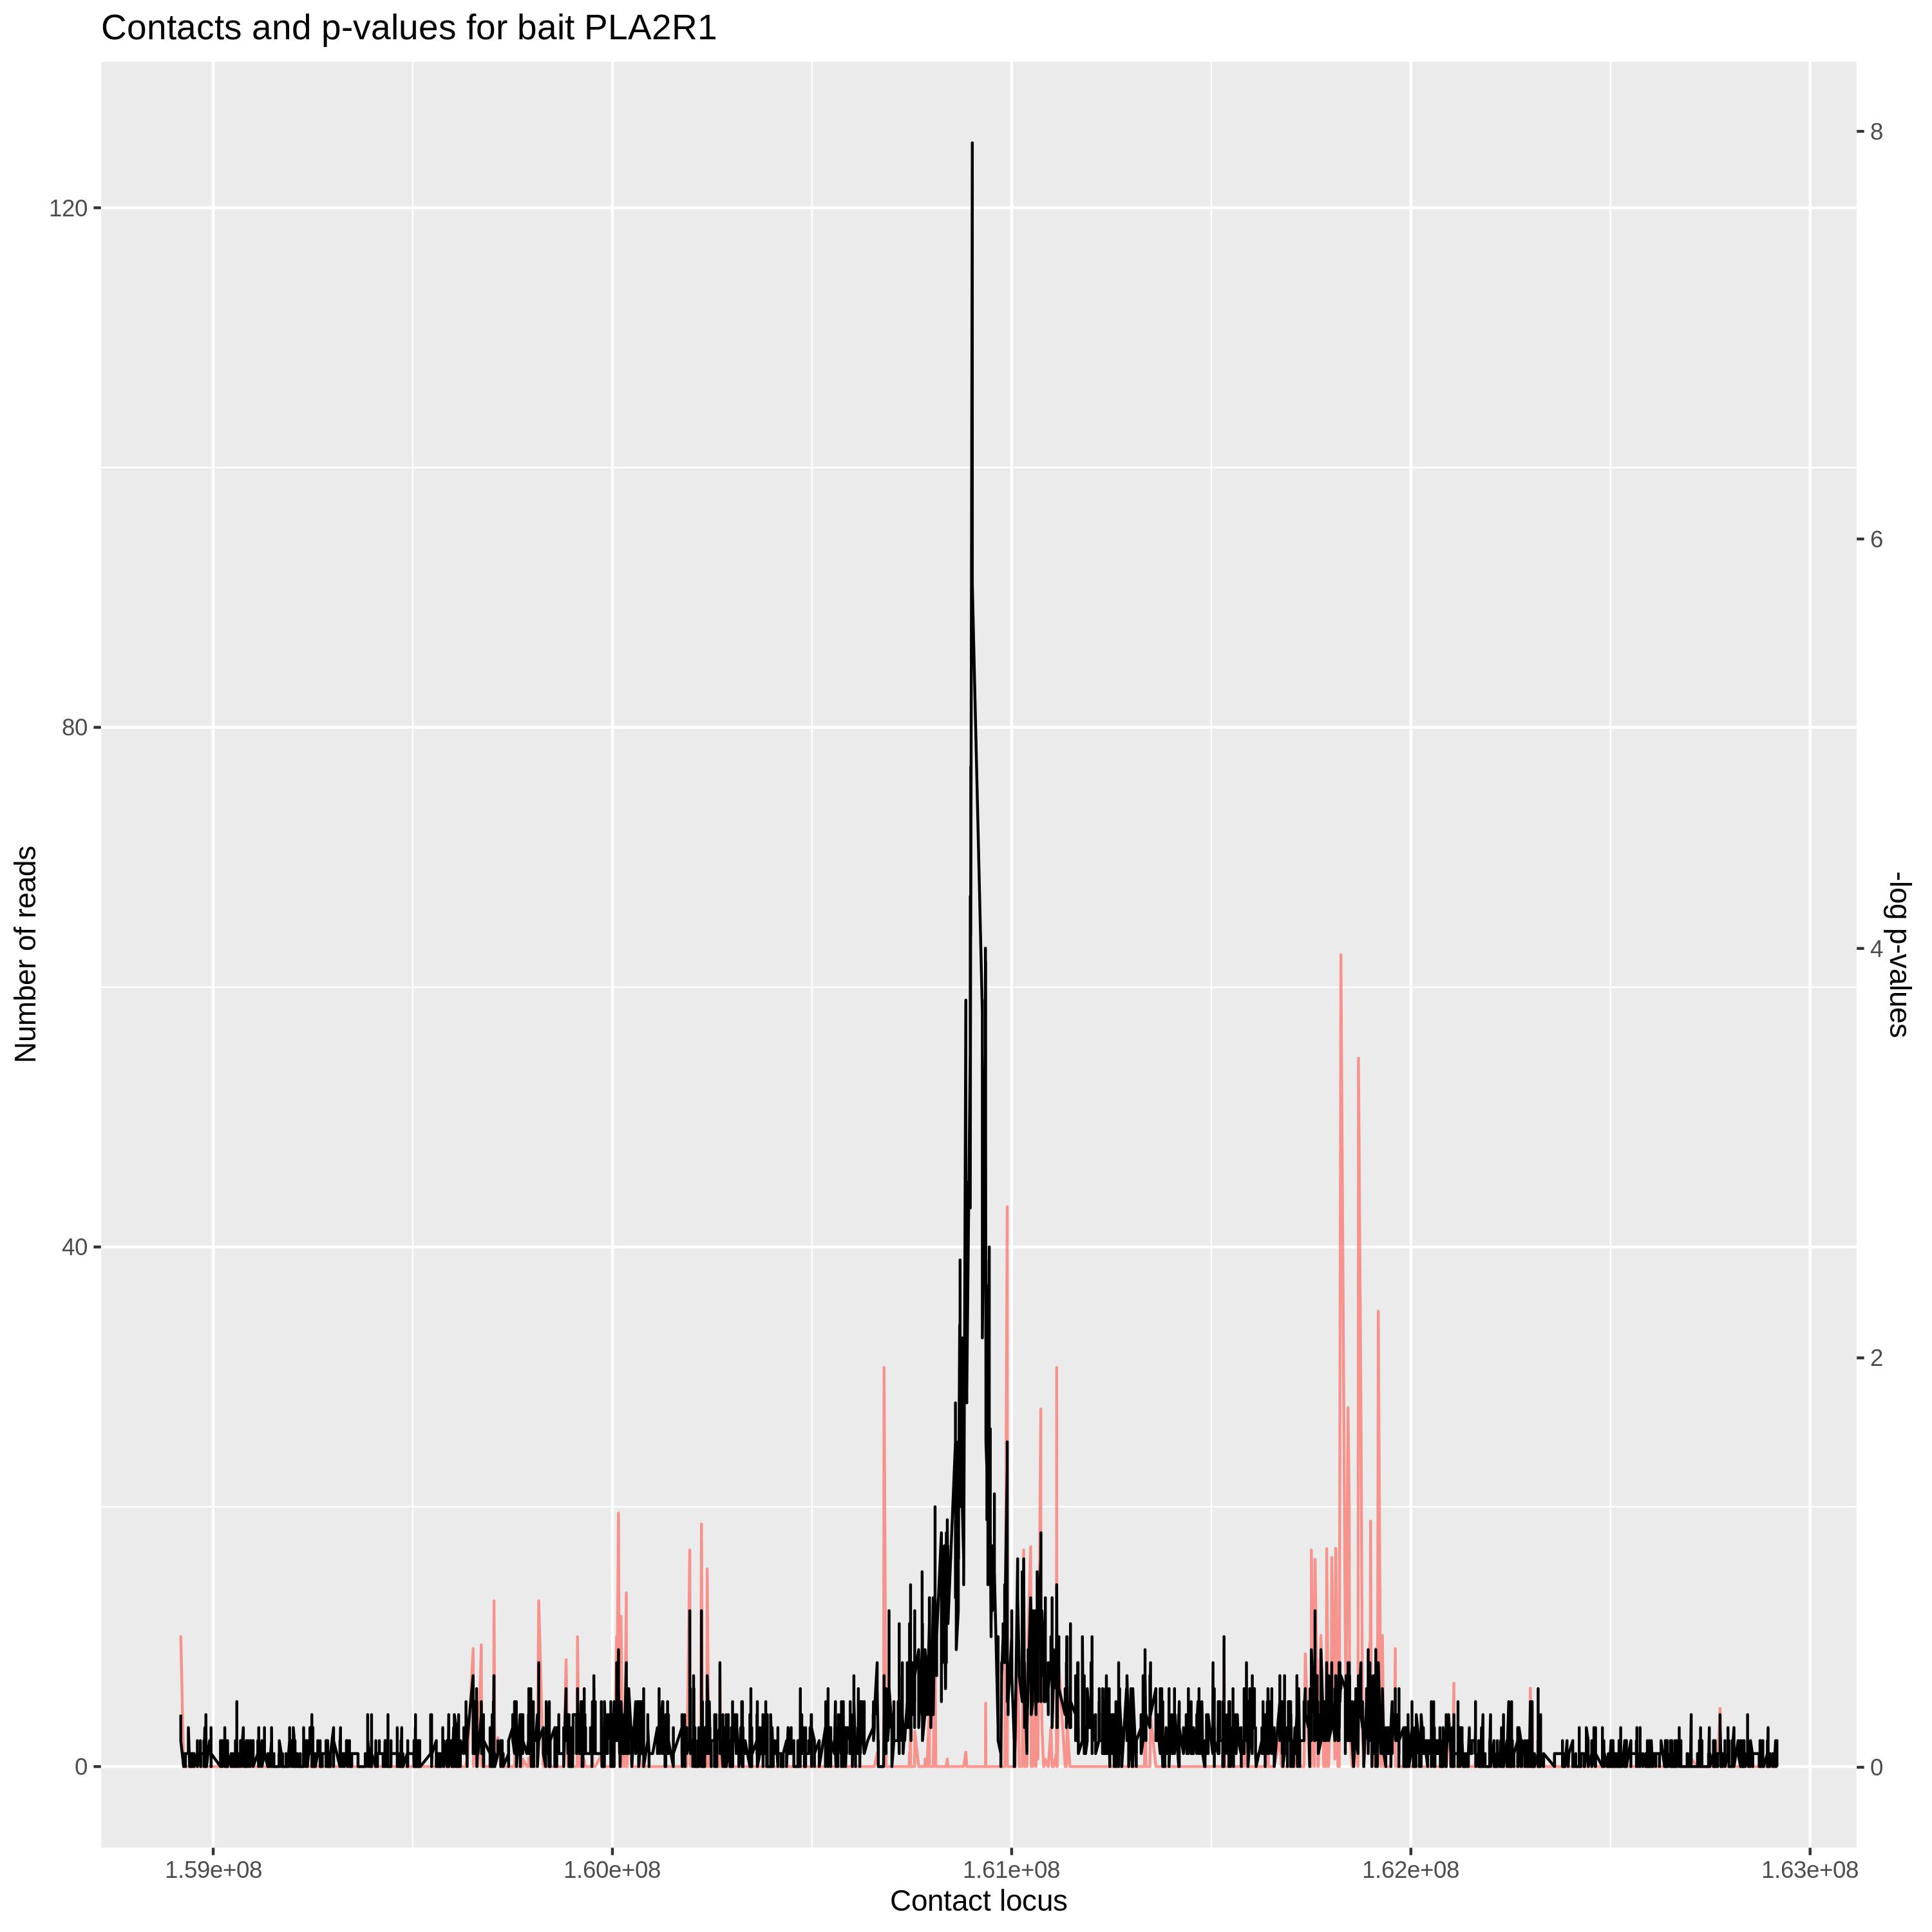 Contacts and p-values for bait PLA2R1
120
80
40
0
Number of reads
8
6
4
2
0
-log p-values
1.59e+08
1.60e+08
1.61e+08
1.62e+08
1.63e+08
Contact locus